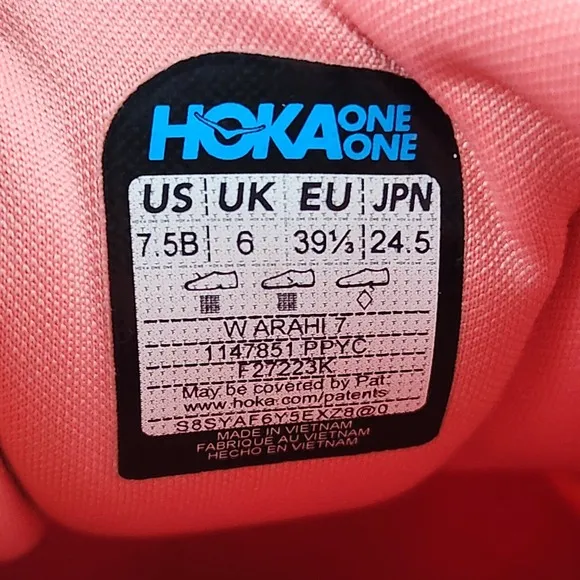 HOKA ONE ONE
US UK EU JPN
7.5B 6 39⅓ 24.5
W ARAHI 7
1147851 PPYC
F27223K
May be covered by Pat.
www.hoka.com/patents
S8SYAF6Y5EXZ8@0
MADE IN VIETNAM
FABRIQUE AU VIETNAM
HECHO EN VIETNAM